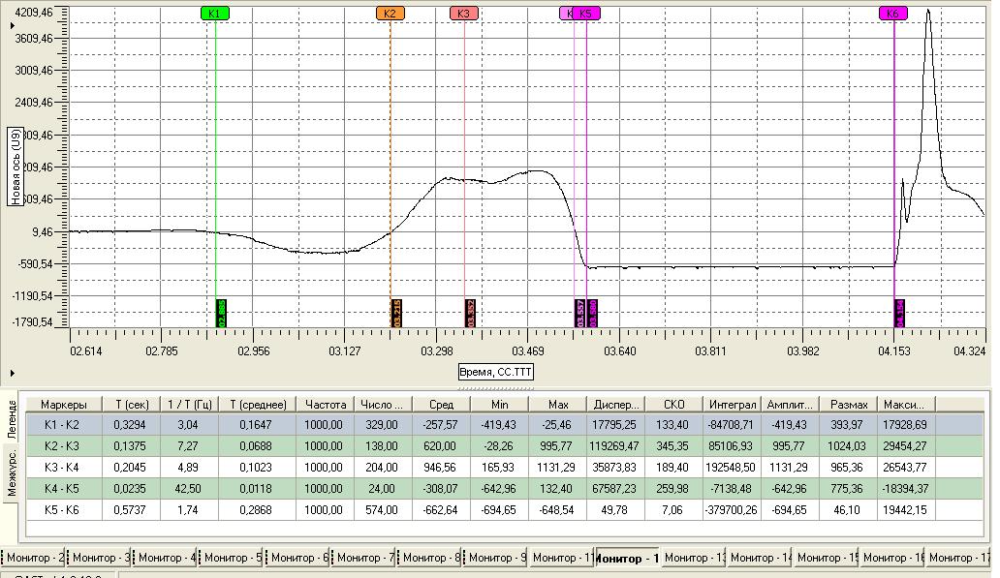 4209,46 K1 K2 K3 K K5 K6
3609,46
3009,46
2409,46
809,46
209,46
609,46
9,46
-590,54
-1190,54
-1790,54
Новая ось (U9)
02.885 03.215 03.352 03.557 03.580 04.154
02.614 02.785 02.956 03.127 03.298 03.469 03.640 03.811 03.982 04.153 04.324
Время, СС.ТТТ
Легенда
Межкурс.
Маркеры T (сек) 1 / T (Гц) T (среднее) Частота Число ... Сред Min Max Диспер... СКО Интеграл Амплит... Размах Макси...
K1 - K2 0,3294 3,04 0,1647 1000,00 329,00 -257,57 -419,43 -25,46 17795,25 133,40 -84708,71 -419,43 393,97 17928,69
K2 - K3 0,1375 7,27 0,0688 1000,00 138,00 620,00 -28,26 995,77 119269,47 345,35 85106,93 995,77 1024,03 29454,27
K3 - K4 0,2045 4,89 0,1023 1000,00 204,00 946,56 165,93 1131,29 35873,83 189,40 192548,50 1131,29 965,36 26543,77
K4 - K5 0,0235 42,50 0,0118 1000,00 24,00 -308,07 -642,96 132,40 67587,23 259,98 -7138,48 -642,96 775,36 -18394,37
K5 - K6 0,5737 1,74 0,2868 1000,00 574,00 -662,64 -694,65 -648,54 49,78 7,06 -379700,26 -694,65 46,10 19442,15
Монитор - 2 Монитор - 3 Монитор - 4 Монитор - 5 Монитор - 6 Монитор - 7 Монитор - 8 Монитор - 9 Монитор - 11 Монитор - 1 Монитор - 13 Монитор - 14 Монитор - 15 Монитор - 16 Монитор - 17